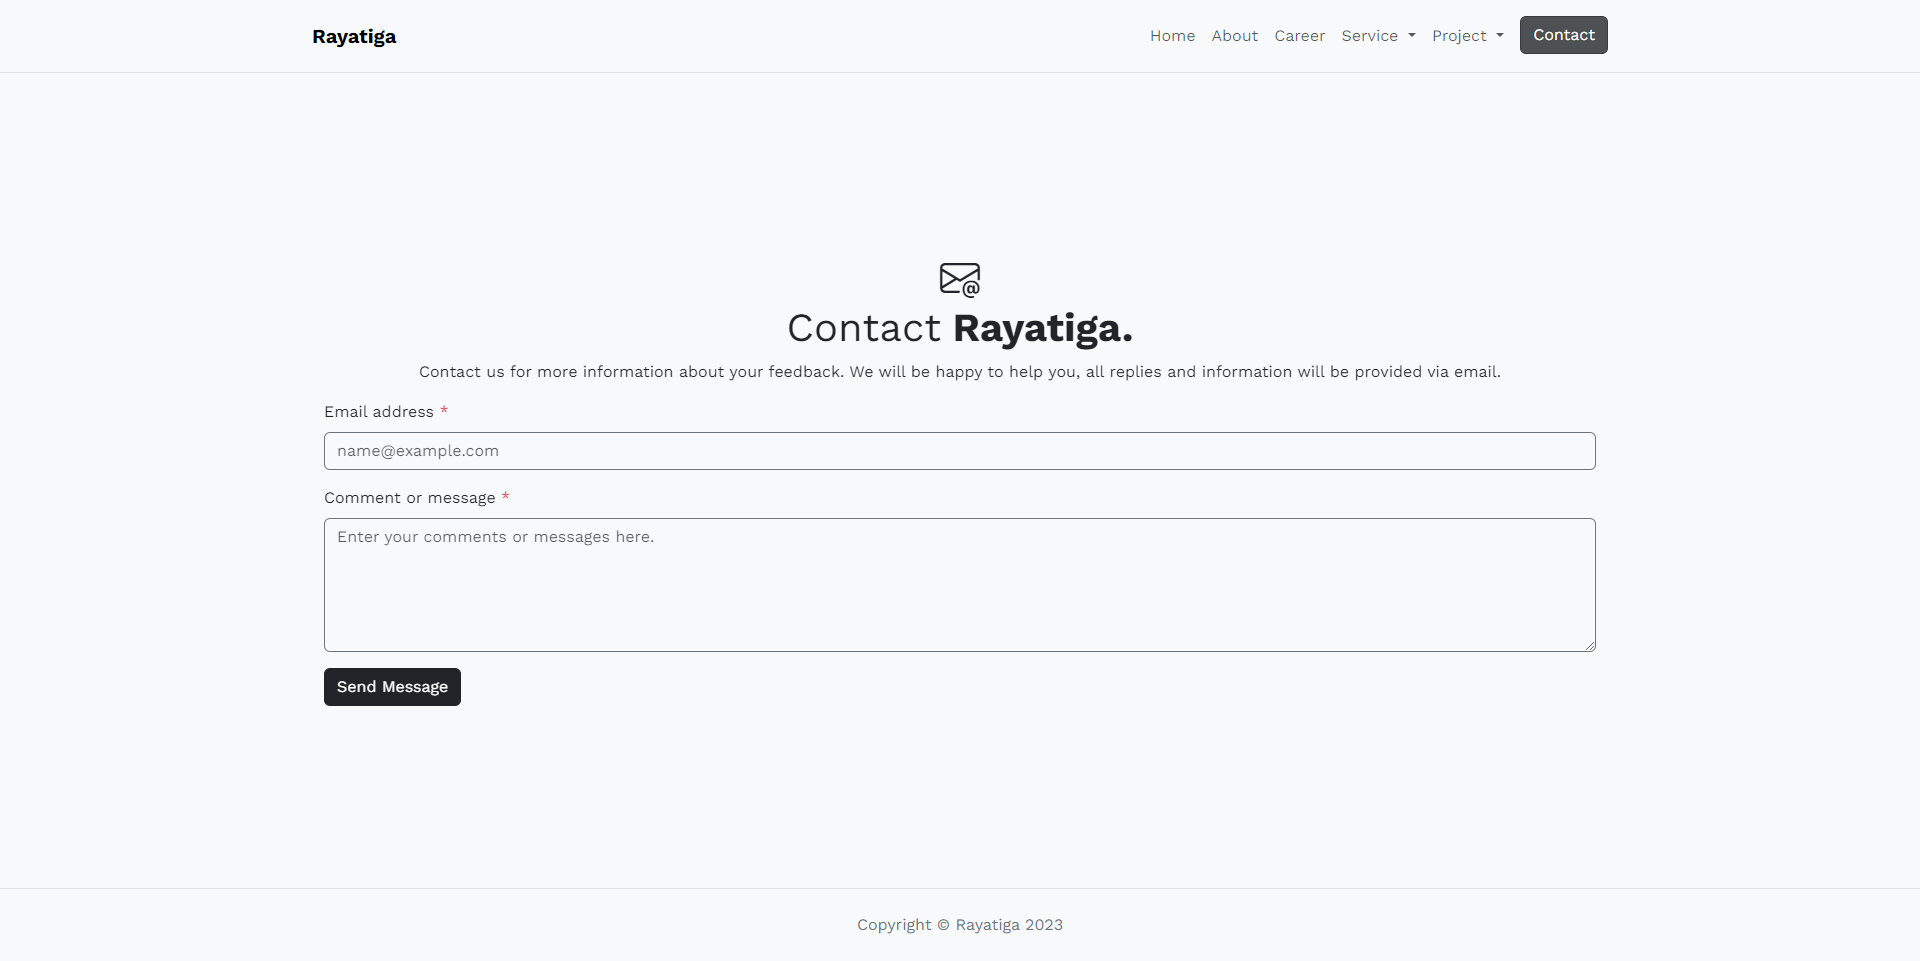 Rayatiga
Home About Career Service Project Contact
Contact Rayatiga.
Contact us for more information about your feedback. We will be happy to help you, all replies and information will be provided via email.
Email address *
name@example.com
Comment or message *
Enter your comments or messages here.
Send Message
Copyright © Rayatiga 2023